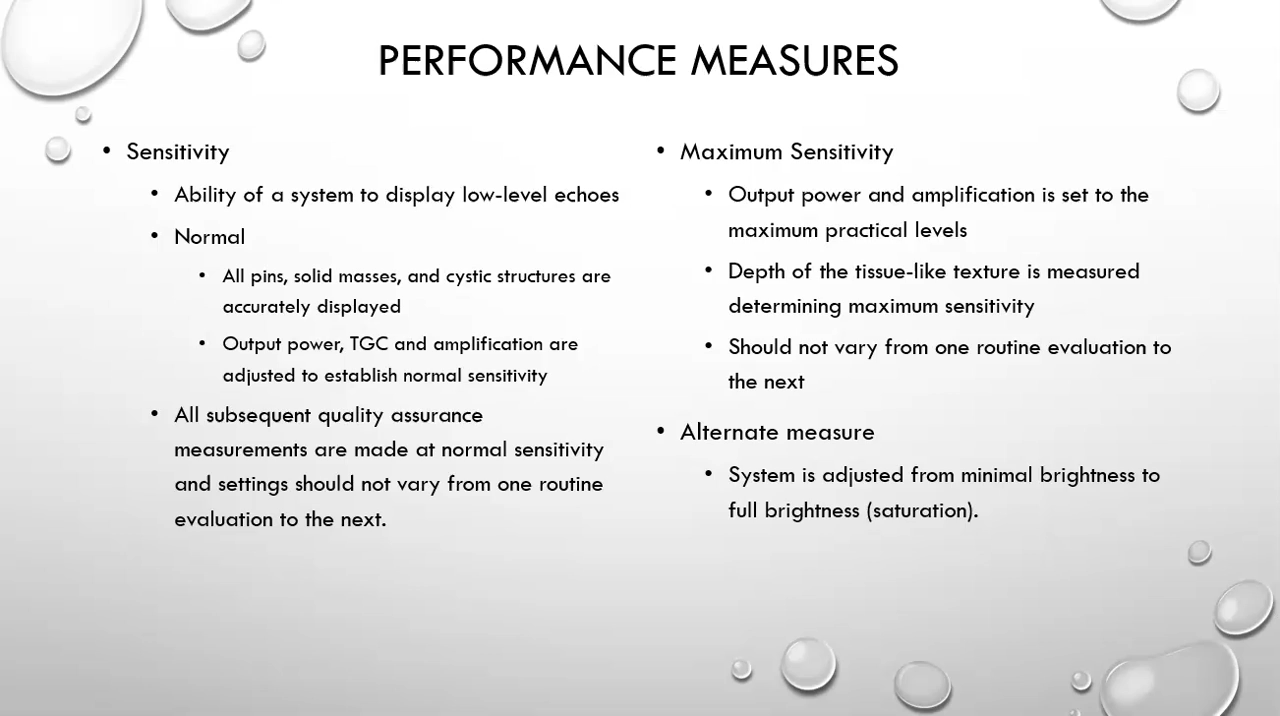 PERFORMANCE MEASURES
• Sensitivity
• Ability of a system to display low-level echoes
• Normal
• All pins, solid masses, and cystic structures are
accurately displayed
• Output power, TGC and amplification are
adjusted to establish normal sensitivity
• All subsequent quality assurance
measurements are made at normal sensitivity
and settings should not vary from one routine
evaluation to the next.
• Maximum Sensitivity
• Output power and amplification is set to the
maximum practical levels
• Depth of the tissue-like texture is measured
determining maximum sensitivity
• Should not vary from one routine evaluation to
the next
• Alternate measure
• System is adjusted from minimal brightness to
full brightness (saturation).